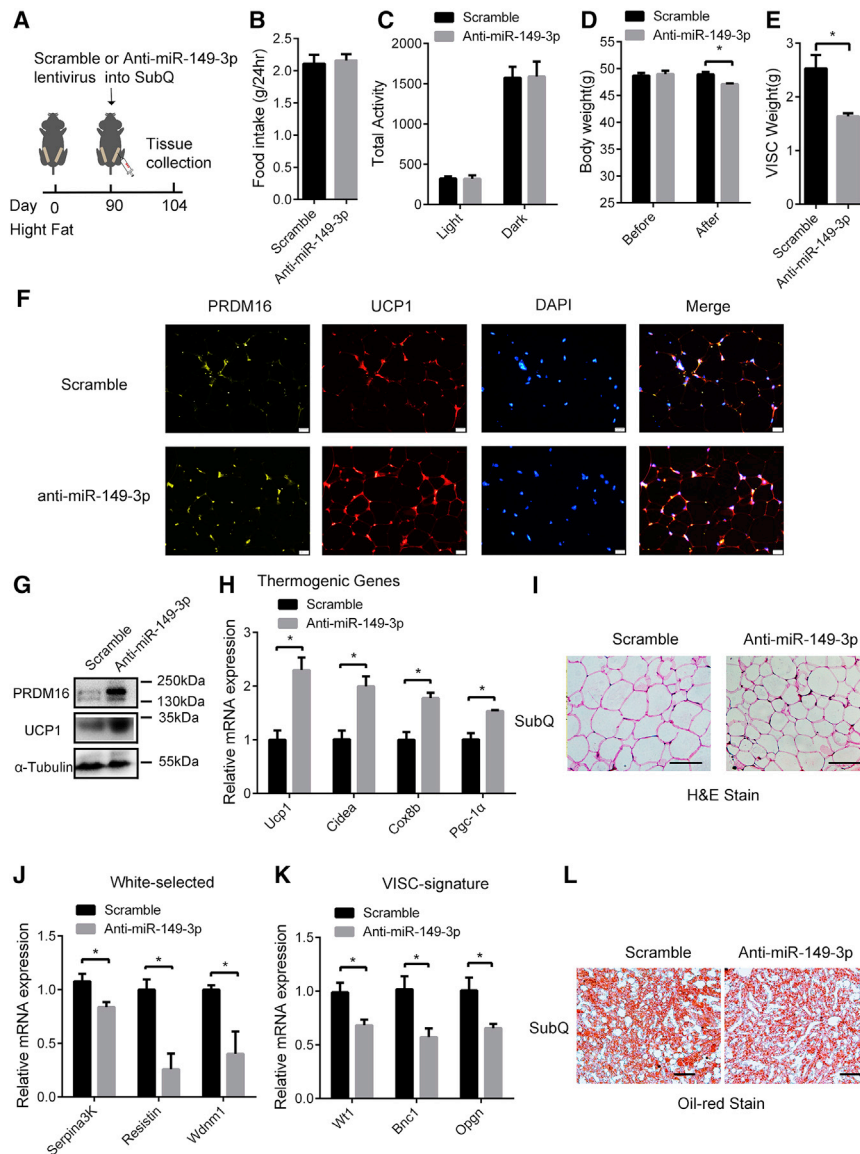 A
Scramble or Anti-miR-149-3p
lentivirus into SubQ
Tissue
collection
Day 0 90 104
Hight Fat
B
Food intake (g/24hr)
2.5
2.0
1.5
1.0
0.5
0.0
Scramble
Anti-miR-149-3p
C
Scramble
Anti-miR-149-3p
Total Activity
2000
1500
1000
500
0
Light Dark
D
Scramble
Anti-miR-149-3p
*
Body weight(g)
60
55
50
45
40
35
30
25
Before After
E
*
VISC Weight(g)
3
2
1
0
Scramble
Anti-miR-149-3p
F
PRDM16 UCP1 DAPI Merge
Scramble
anti-miR-149-3p
G
Scramble
Anti-miR-149-3p
PRDM16
250kDa
130kDa
UCP1
35kDa
α-Tulbulin
55kDa
H
Thermogenic Genes
Scramble
Anti-miR-149-3p
* * * *
Relative mRNA expression
3
2
1
0
Ucp1 Cidea Cox8b Pgc-1α
I
Scramble Anti-miR-149-3p
SubQ
H&E Stain
J
White-selected
Scramble
Anti-miR-149-3p
* * *
Relative mRNA expression
1.5
1.0
0.5
0.0
Serpina3K Resistin Wdnm1
K
VISC-signature
Scramble
Anti-miR-149-3p
* * *
Relative mRNA expression
1.5
1.0
0.5
0.0
Wt1 Bnc1 Opgn
L
Scramble Anti-miR-149-3p
SubQ
Oil-red Stain